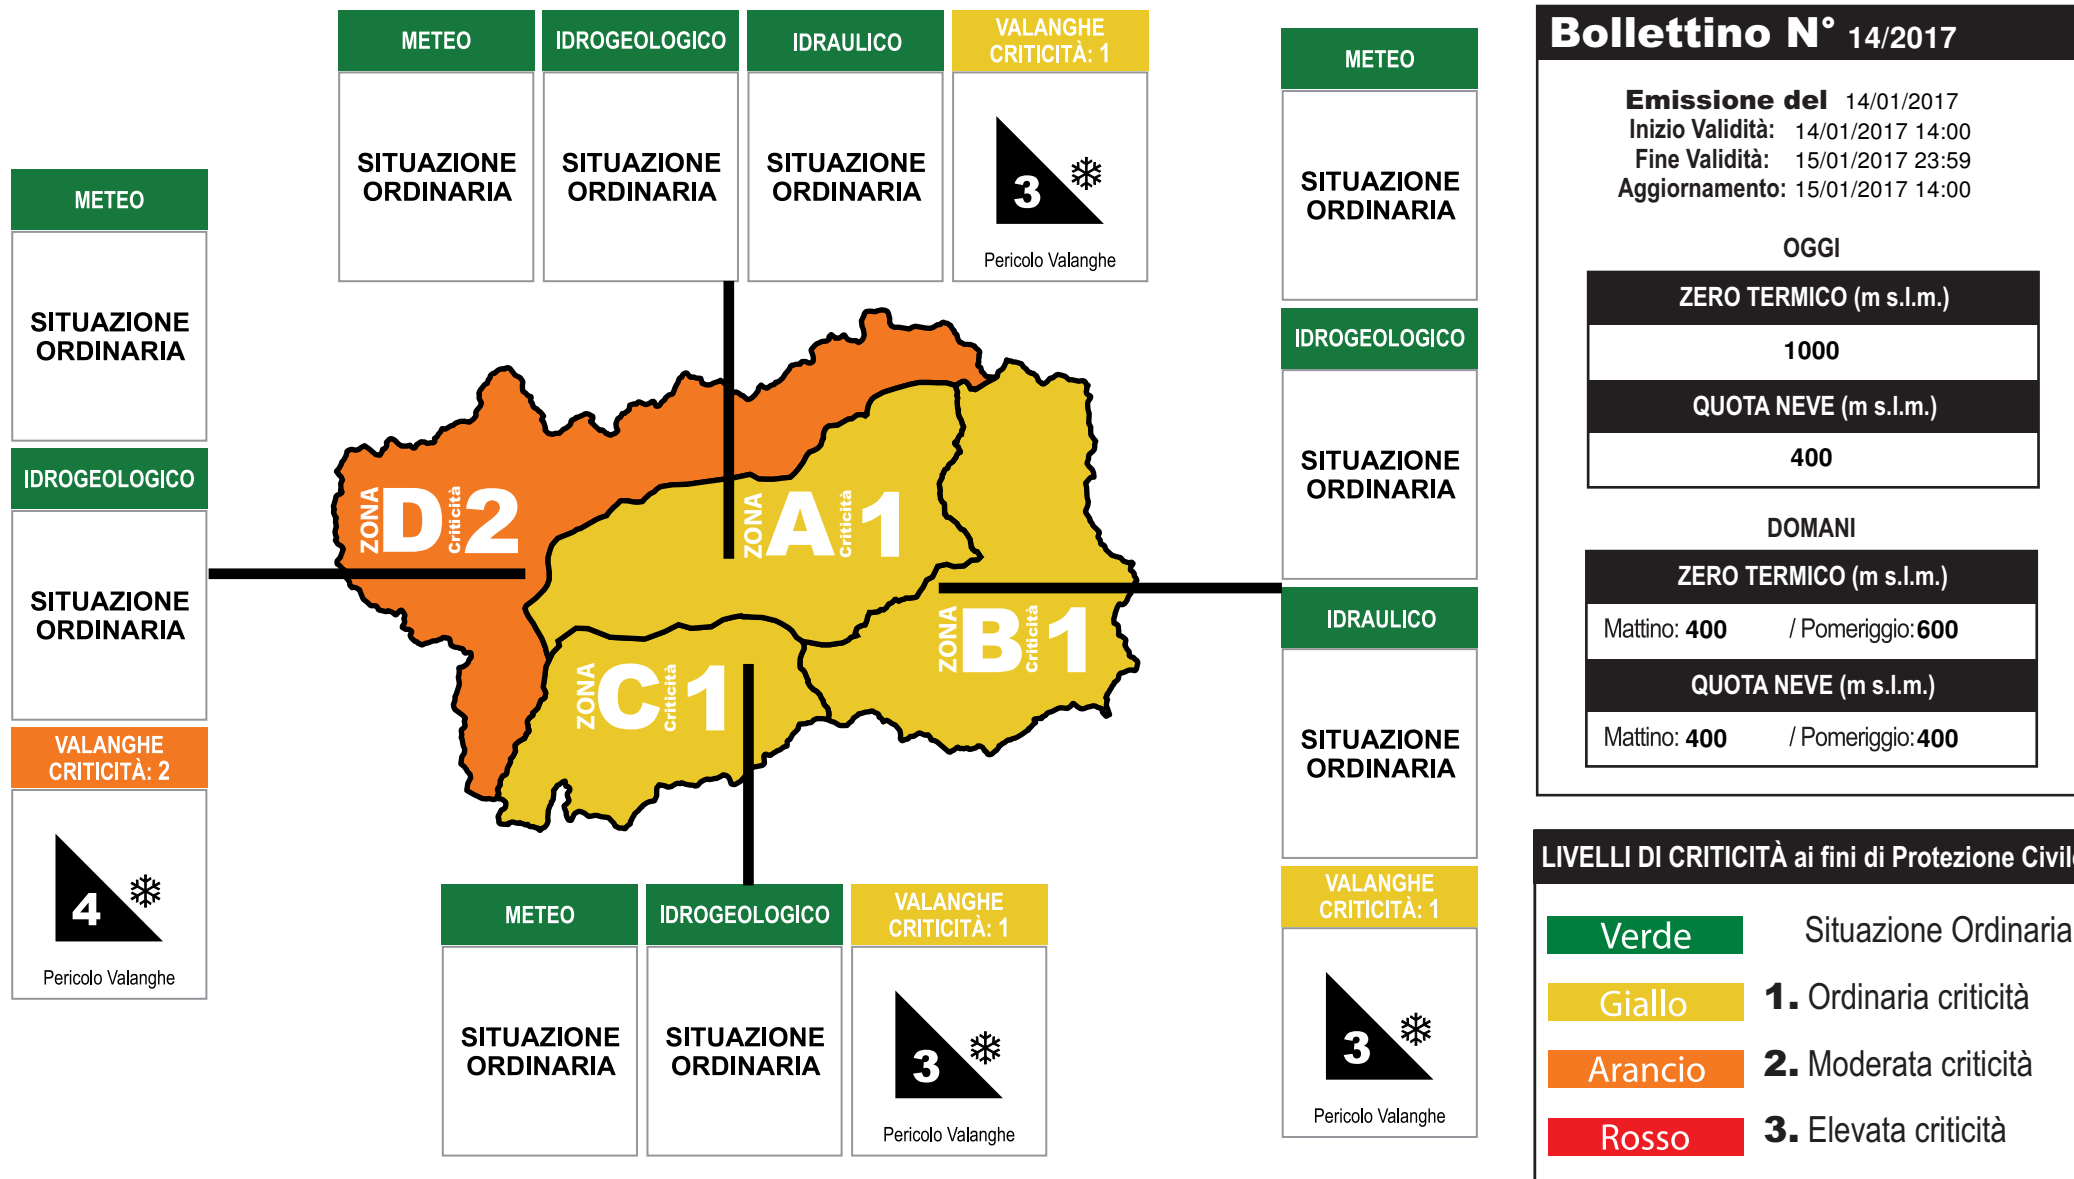 METEO
SITUAZIONE
ORDINARIA
IDROGEOLOGICO
SITUAZIONE
ORDINARIA
VALANGHE
CRITICITÀ: 2
4
Pericolo Valanghe
METEO
SITUAZIONE
ORDINARIA
IDROGEOLOGICO
SITUAZIONE
ORDINARIA
IDRAULICO
SITUAZIONE
ORDINARIA
VALANGHE
CRITICITÀ: 1
3
Pericolo Valanghe
ZONA D Criticità 2
ZONA A Criticità 1
ZONA B Criticità 1
ZONA C Criticità 1
METEO
SITUAZIONE
ORDINARIA
IDROGEOLOGICO
SITUAZIONE
ORDINARIA
VALANGHE
CRITICITÀ: 1
3
Pericolo Valanghe
METEO
SITUAZIONE
ORDINARIA
IDROGEOLOGICO
SITUAZIONE
ORDINARIA
IDRAULICO
SITUAZIONE
ORDINARIA
VALANGHE
CRITICITÀ: 1
3
Pericolo Valanghe
Bollettino N° 14/2017
Emissione del 14/01/2017
Inizio Validità: 14/01/2017 14:00
Fine Validità: 15/01/2017 23:59
Aggiornamento: 15/01/2017 14:00
OGGI
ZERO TERMICO (m s.l.m.)
1000
QUOTA NEVE (m s.l.m.)
400
DOMANI
ZERO TERMICO (m s.l.m.)
Mattino: 400 / Pomeriggio: 600
QUOTA NEVE (m s.l.m.)
Mattino: 400 / Pomeriggio: 400
LIVELLI DI CRITICITÀ ai fini di Protezione Civile
Verde Situazione Ordinaria
Giallo 1. Ordinaria criticità
Arancio 2. Moderata criticità
Rosso 3. Elevata criticità